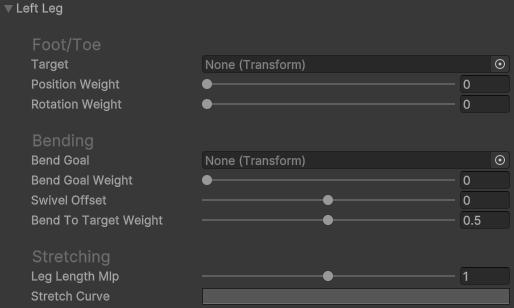 Left Leg
Foot/Toe
Target None (Transform)
Position Weight 0
Rotation Weight 0
Bending
Bend Goal None (Transform)
Bend Goal Weight 0
Swivel Offset 0
Bend To Target Weight 0.5
Stretching
Leg Length Mlp 1
Stretch Curve